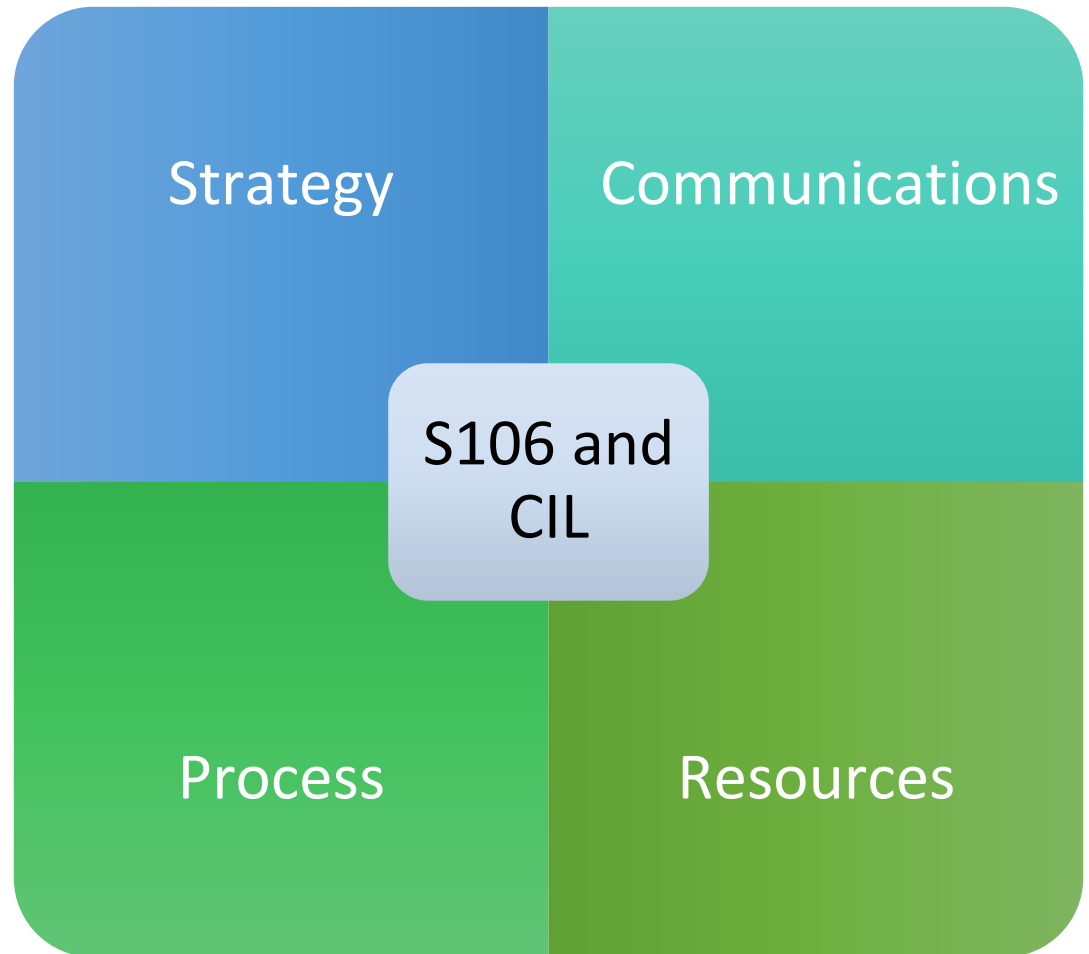 Strategy
Communications
S106 and
CIL
Process
Resources